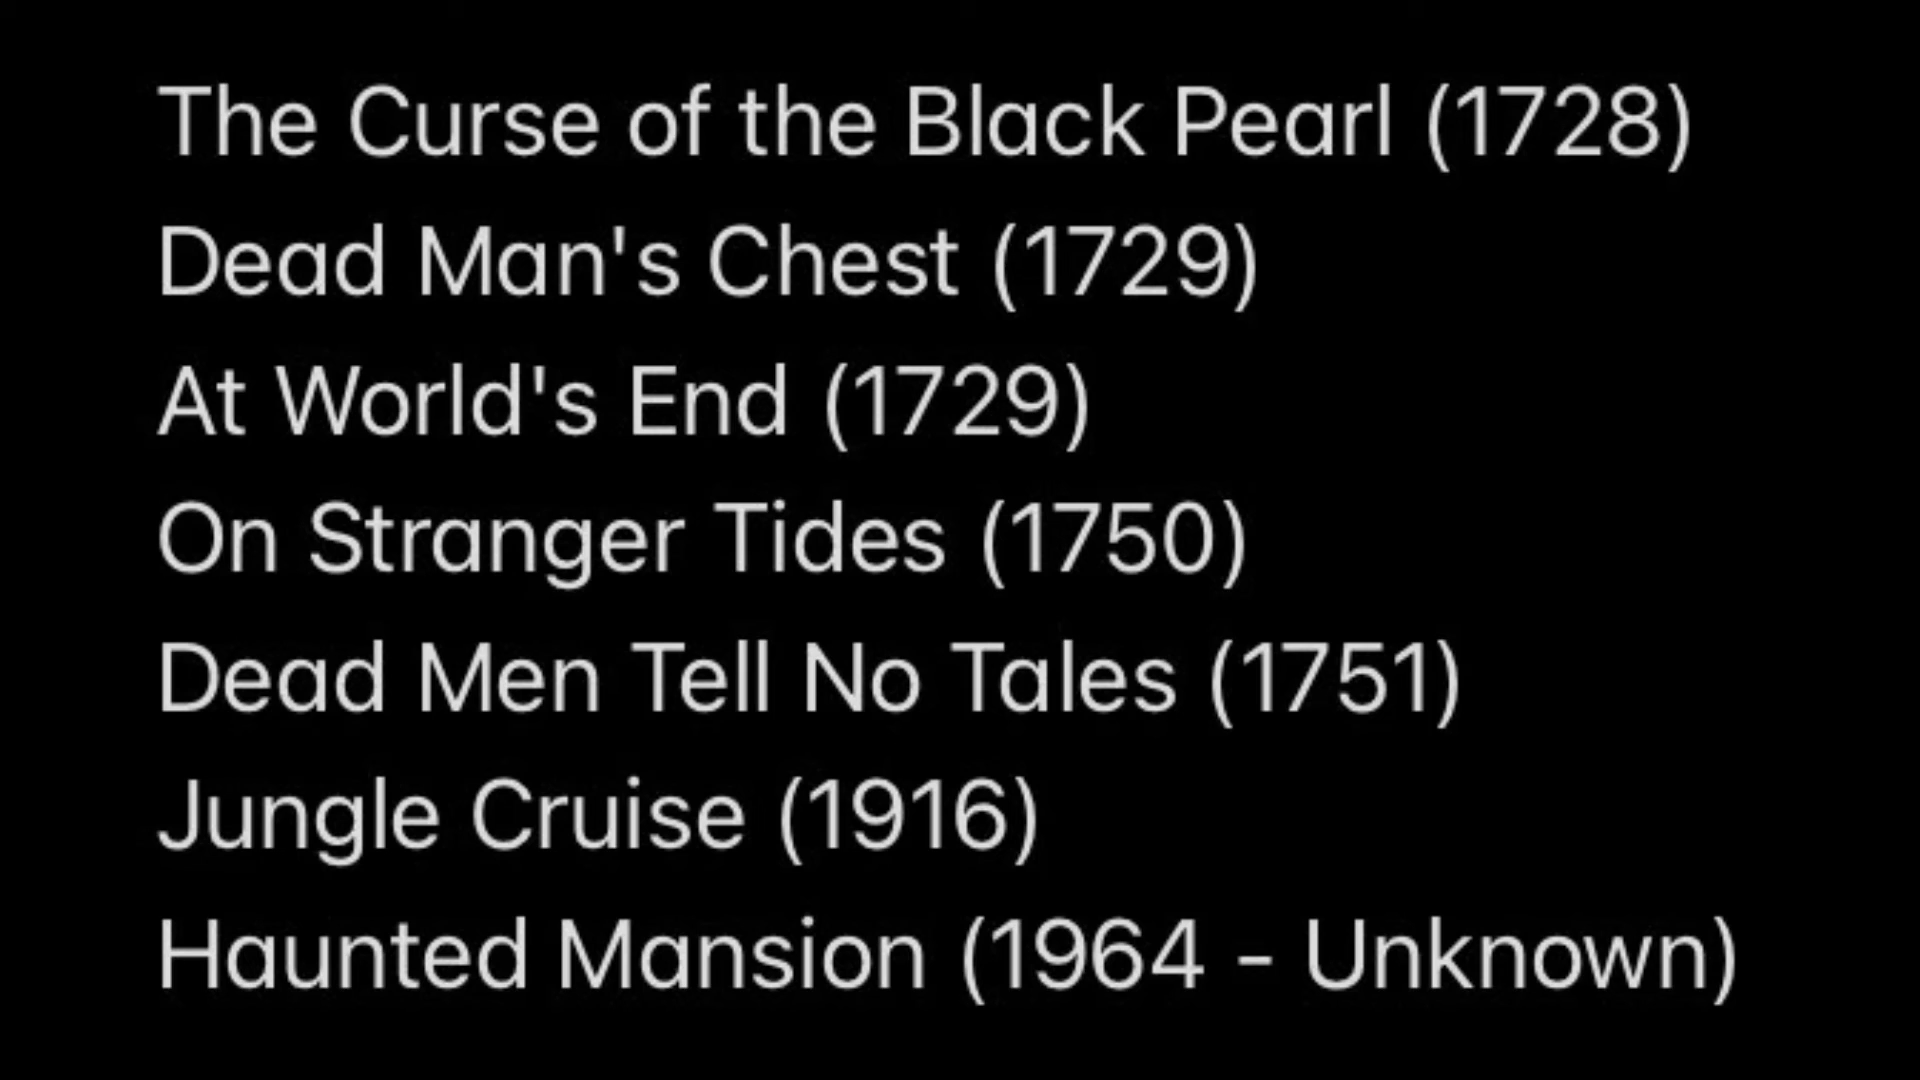 The Curse of the Black Pearl (1728)
Dead Man's Chest (1729)
At World's End (1729)
On Stranger Tides (1750)
Dead Men Tell No Tales (1751)
Jungle Cruise (1916)
Haunted Mansion (1964 - Unknown)